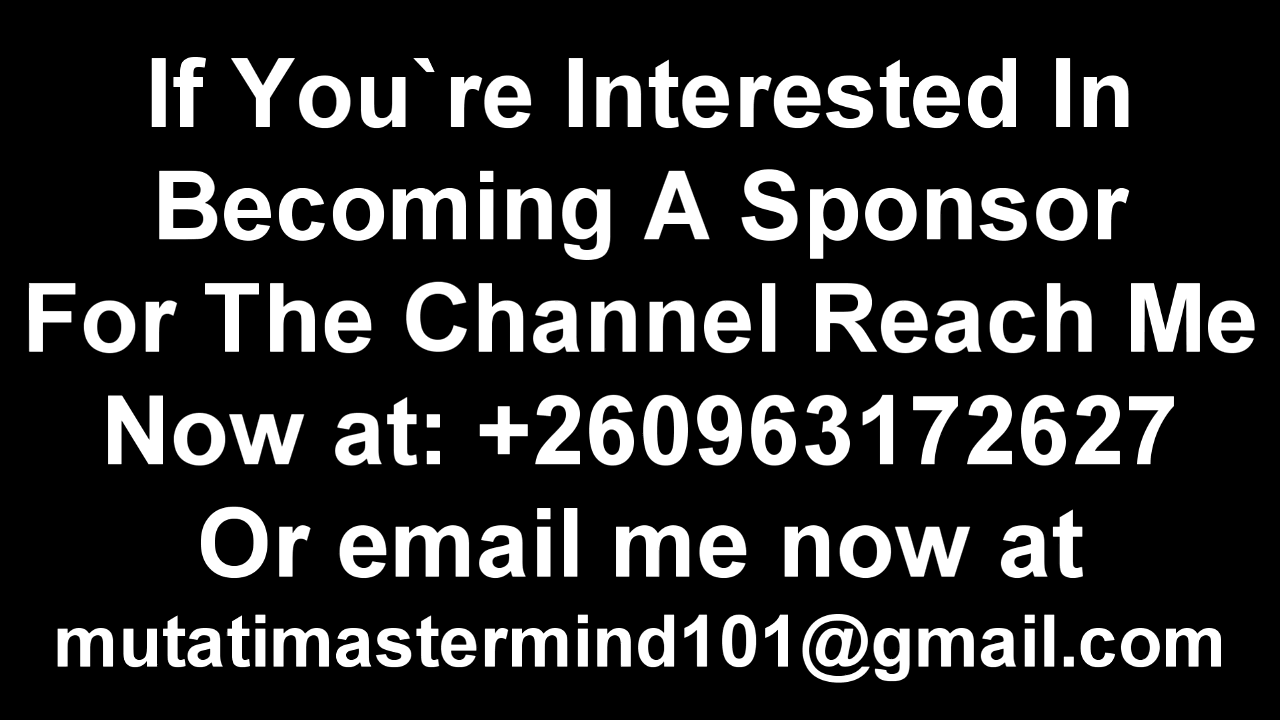 If You`re Interested In
Becoming A Sponsor
For The Channel Reach Me
Now at: +260963172627
Or email me now at
mutatimastermind101@gmail.com